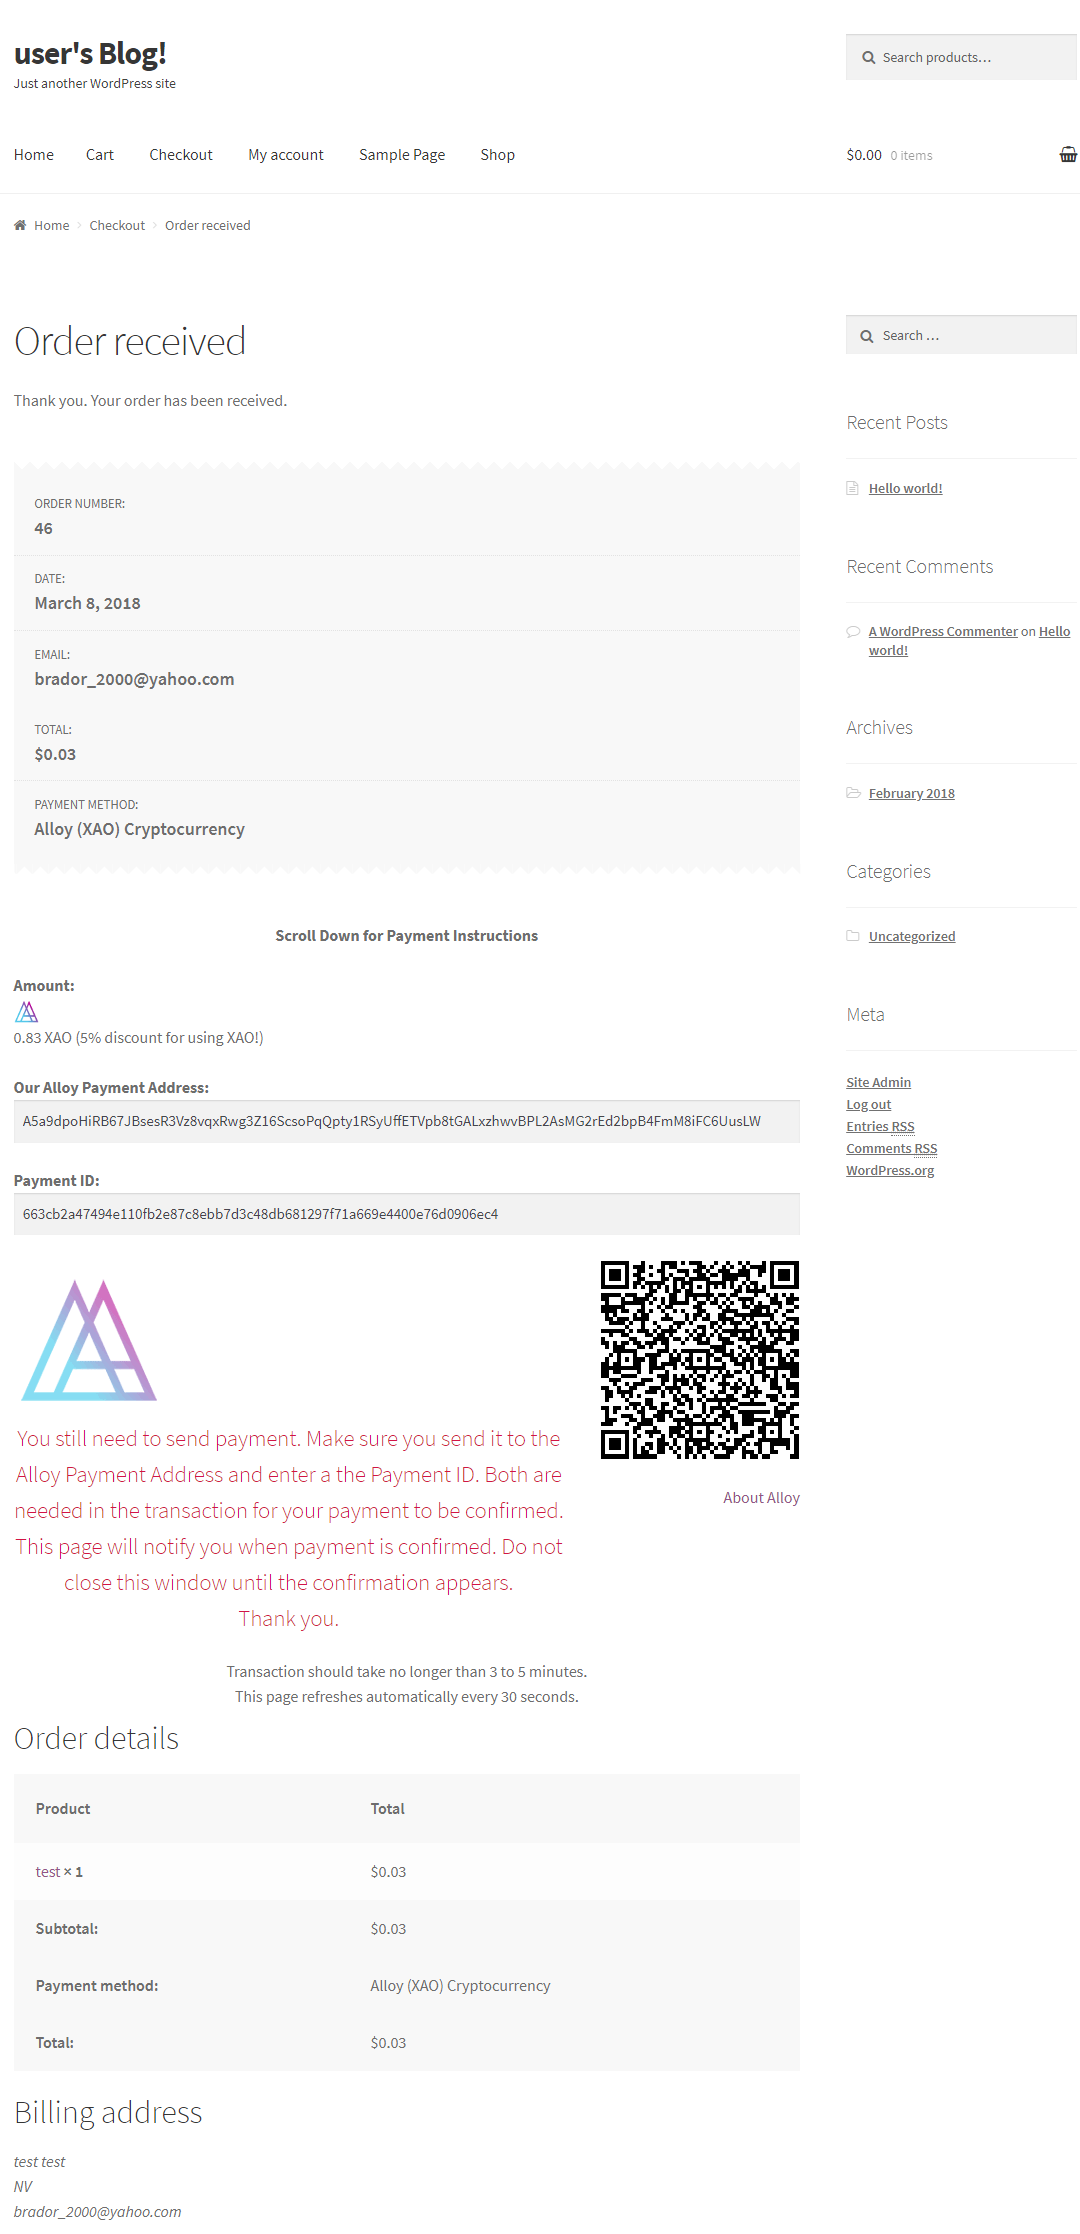 user's Blog!
Just another WordPress site
Search products…
Home Cart Checkout My account Sample Page Shop
$0.00 0 items
Home Checkout Order received
Order received
Thank you. Your order has been received.
ORDER NUMBER:
46
DATE:
March 8, 2018
EMAIL:
brador_2000@yahoo.com
TOTAL:
$0.03
PAYMENT METHOD:
Alloy (XAO) Cryptocurrency
Scroll Down for Payment Instructions
Amount:
0.83 XAO (5% discount for using XAO!)
Our Alloy Payment Address:
A5a9dpoHiRB67JBsesR3Vz8vqxRwg3Z16ScsoPqQpty1RSyUffETVpb8tGALxzhwvBPL2AsMG2rEd2bpB4FmM8iFC6UusLW
Payment ID:
663cb2a47494e110fb2e87c8ebb7d3c48db681297f71a669e4400e76d0906ec4
You still need to send payment. Make sure you send it to the
Alloy Payment Address and enter a the Payment ID. Both are
needed in the transaction for your payment to be confirmed.
This page will notify you when payment is confirmed. Do not
close this window until the confirmation appears.
Thank you.
About Alloy
Transaction should take no longer than 3 to 5 minutes.
This page refreshes automatically every 30 seconds.
Order details
Product Total
test × 1 $0.03
Subtotal: $0.03
Payment method: Alloy (XAO) Cryptocurrency
Total: $0.03
Billing address
test test
NV
brador_2000@yahoo.com
Search …
Recent Posts
Hello world!
Recent Comments
A WordPress Commenter on Hello
world!
Archives
February 2018
Categories
Uncategorized
Meta
Site Admin
Log out
Entries RSS
Comments RSS
WordPress.org